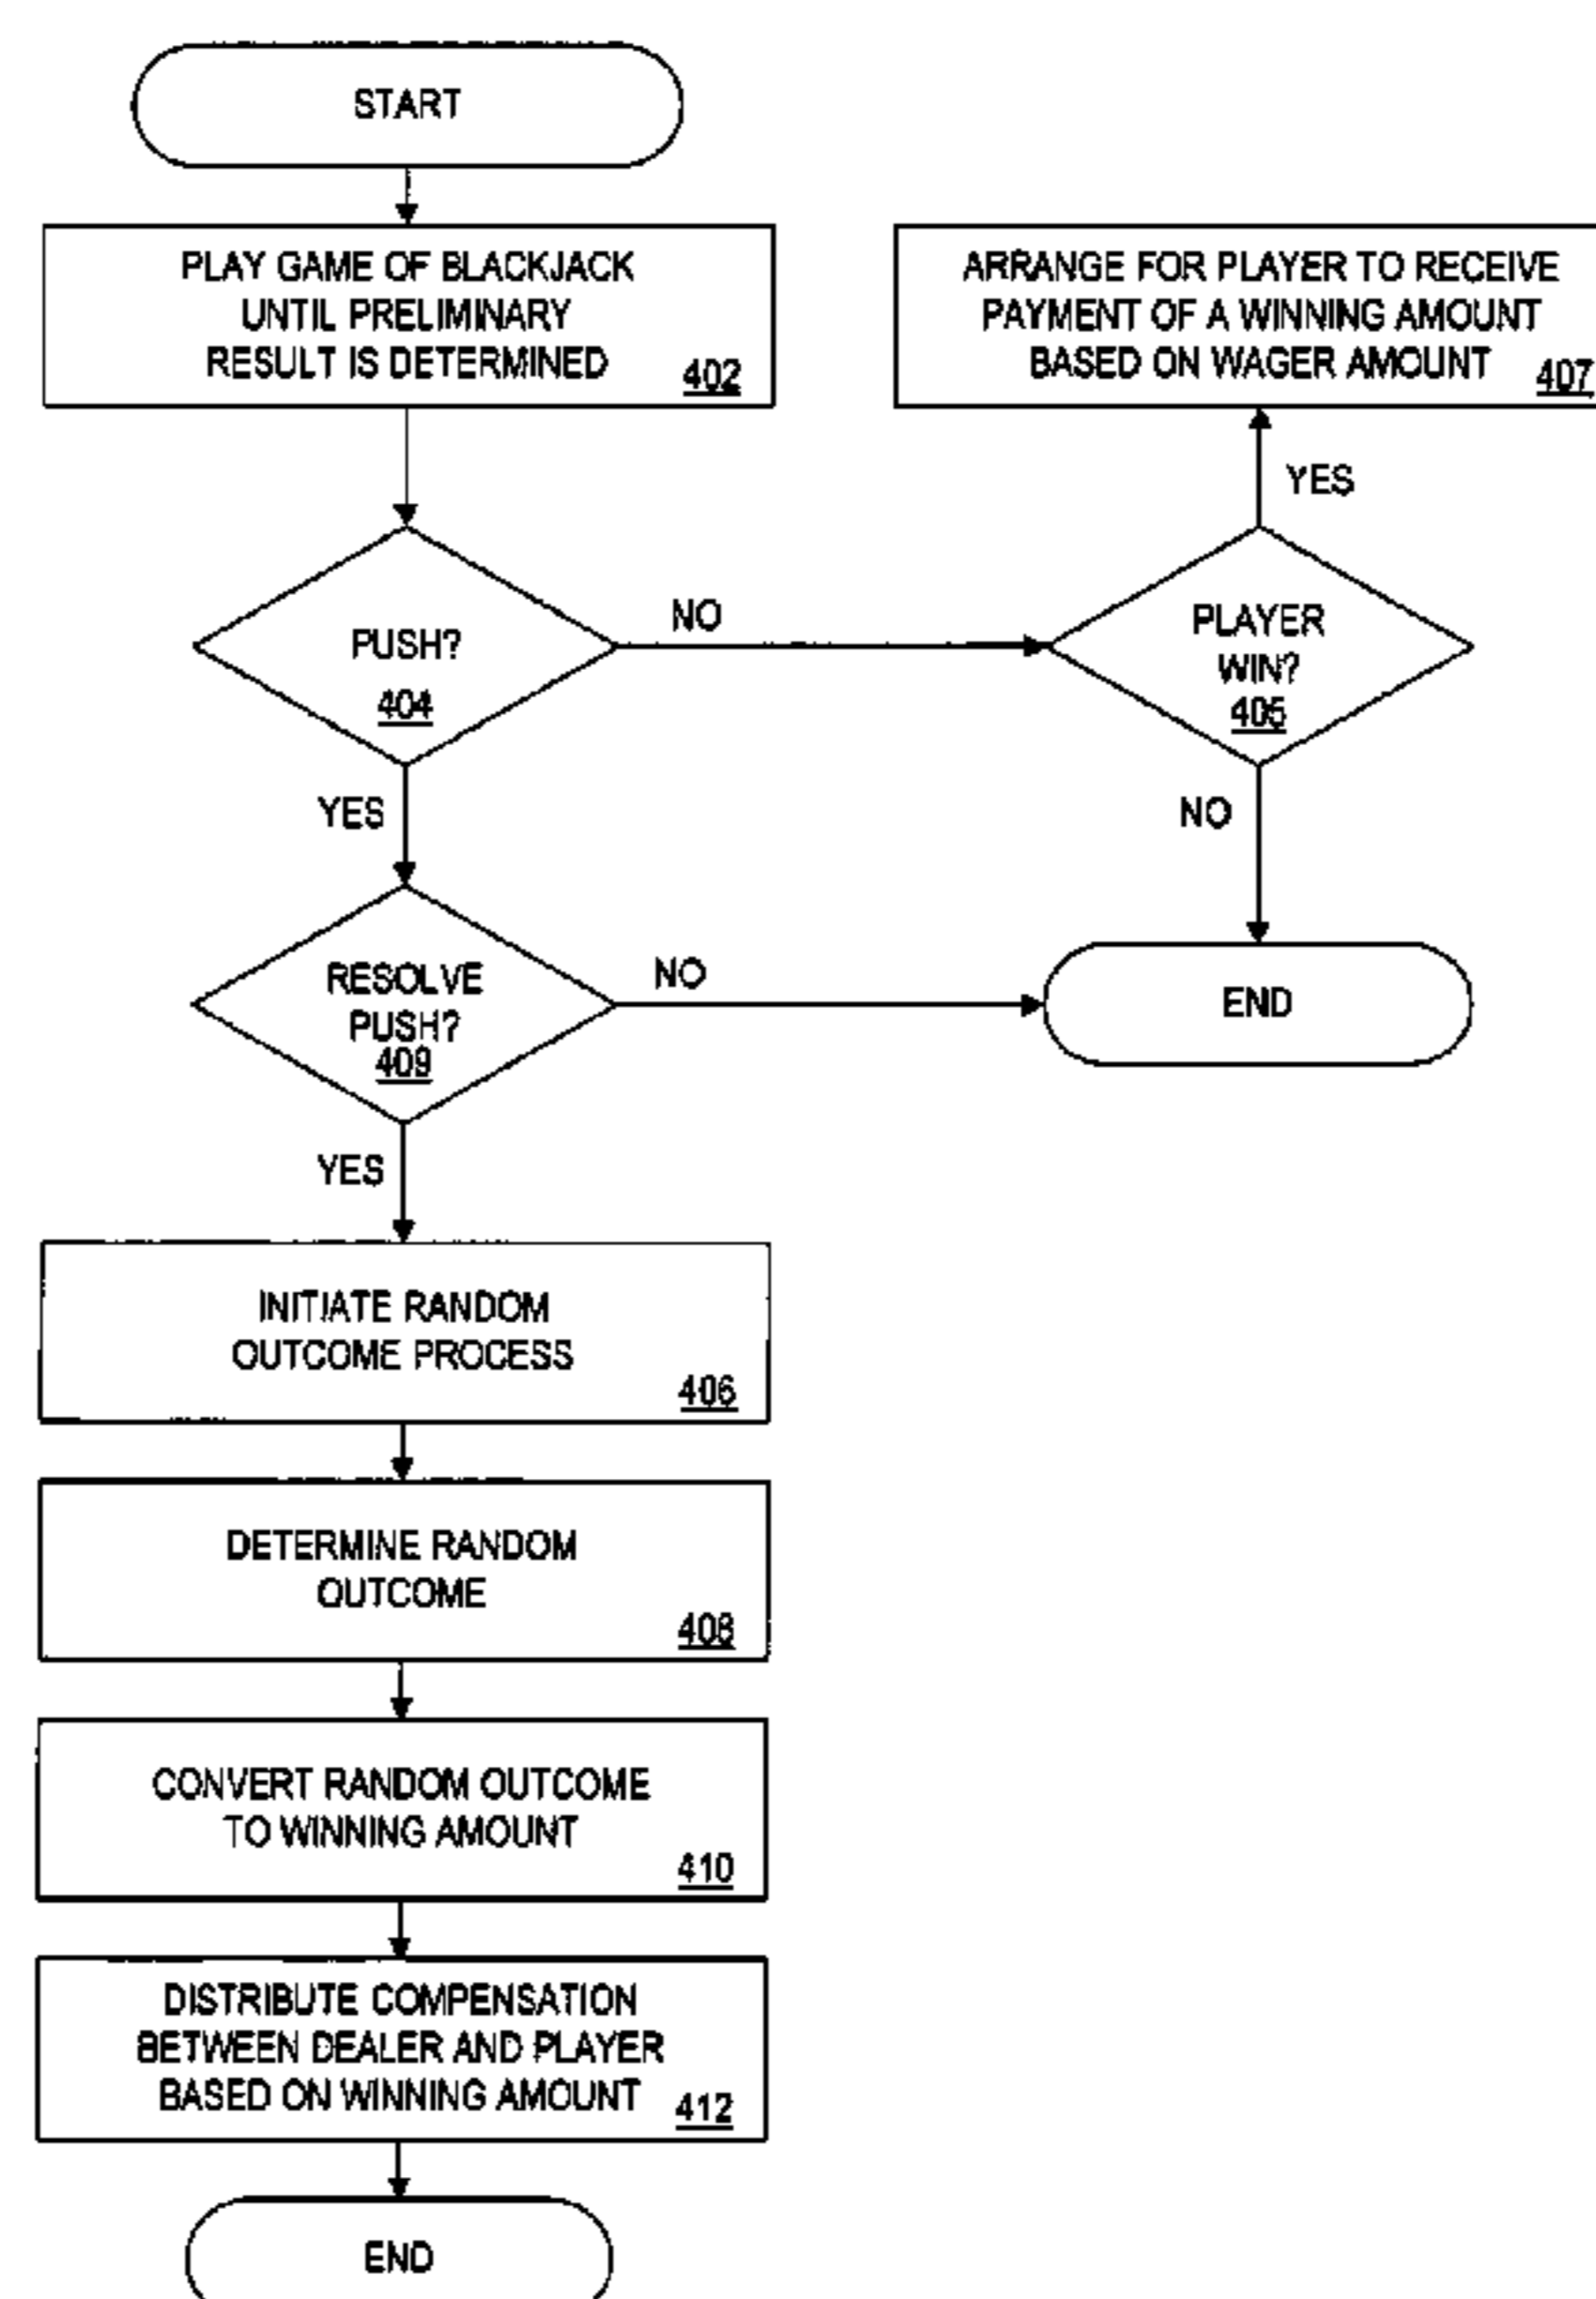 START
PLAY GAME OF BLACKJACK
UNTIL PRELIMINARY
RESULT IS DETERMINED
402
ARRANGE FOR PLAYER TO RECEIVE
PAYMENT OF A WINNING AMOUNT
BASED ON WAGER AMOUNT
407
YES
PUSH?
404
NO
PLAYER
WIN?
405
YES
NO
RESOLVE
PUSH?
409
NO
END
YES
INITIATE RANDOM
OUTCOME PROCESS
406
DETERMINE RANDOM
OUTCOME
408
CONVERT RANDOM OUTCOME
TO WINNING AMOUNT
410
DISTRIBUTE COMPENSATION
BETWEEN DEALER AND PLAYER
BASED ON WINNING AMOUNT
412
END